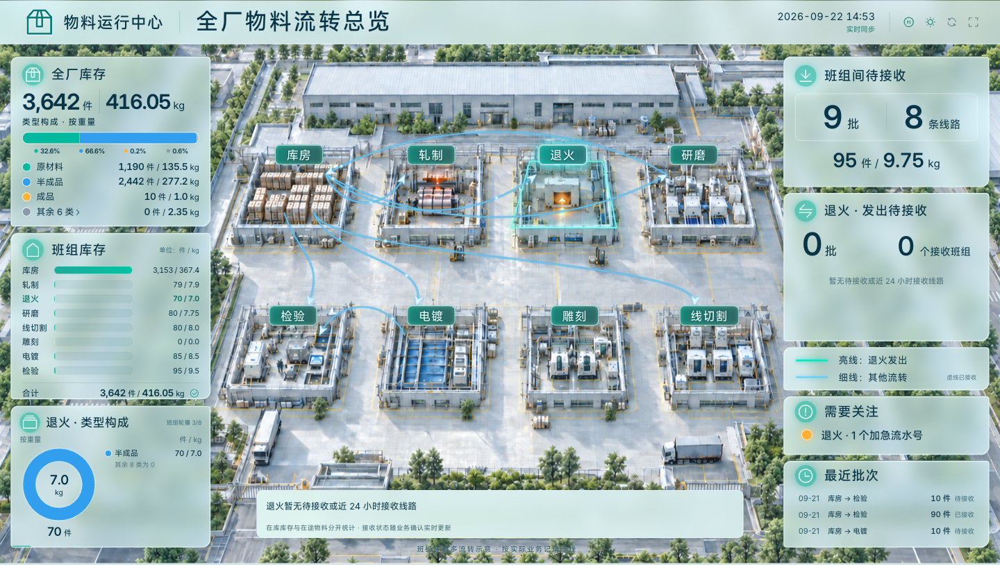 物料运行中心
全厂物料流转总览
2026-09-22 14:53
实时同步
全厂库存
3,642 件 416.05 kg
类型构成 · 按重量
32.6% 66.6% 0.2% 0.6%
原材料 1,190 件 / 135.5 kg
半成品 2,442 件 / 277.2 kg
成品 10 件 / 1.0 kg
其余 6 类 › 0 件 / 2.35 kg
班组库存 单位：件 / kg
库房 3,153 / 367.4
轧制 79 / 7.9
退火 70 / 7.0
研磨 80 / 7.75
线切割 80 / 8.0
雕刻 0 / 0.0
电镀 85 / 8.5
检验 95 / 9.5
合计 3,642 件 / 416.05 kg
退火 · 类型构成 班组轮播 3/8
按重量 件 / kg
半成品 70 / 7.0
其余 8 类为 0
7.0
kg
70 件
库房 轧制 退火 研磨
检验 电镀 雕刻 线切割
退火暂无待接收或近 24 小时接收线路
在库库存与在途物料分开统计 · 接收状态随业务确认实时更新
多流转示意 · 按实际业务记录
班组间待接收
9 批 8 条线路
95 件 / 9.75 kg
退火 · 发出待接收
0 批 0 个接收班组
暂无待接收或近 24 小时接收线路
亮线：退火发出
细线：其他流转 虚线已接收
需要关注
退火 · 1 个加急流水号
最近批次
09-21 库房 → 检验 10 件 待接收
09-21 库房 → 检验 90 件 已接收
09-21 库房 → 电镀 10 件 待接收